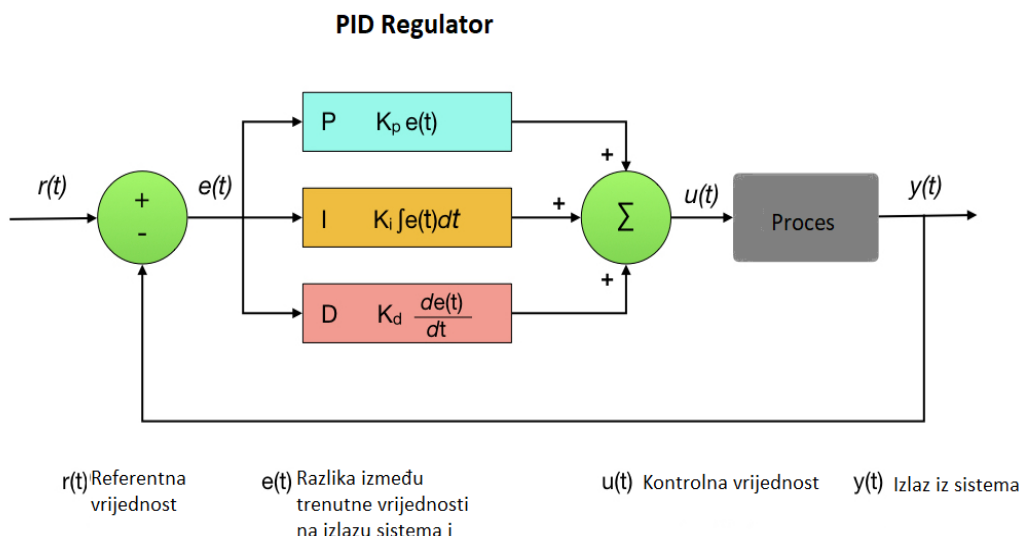 PID Regulator
r(t)
+
-
e(t)
P Kp e(t)
I Ki ∫e(t)dt
D Kd de(t)
dt
+
+
+
Σ
u(t)
Proces
y(t)
r(t) Referentna
vrijednost
e(t) Razlika između
trenutne vrijednosti
na izlazu sistema i
u(t) Kontrolna vrijednost
y(t) Izlaz iz sistema